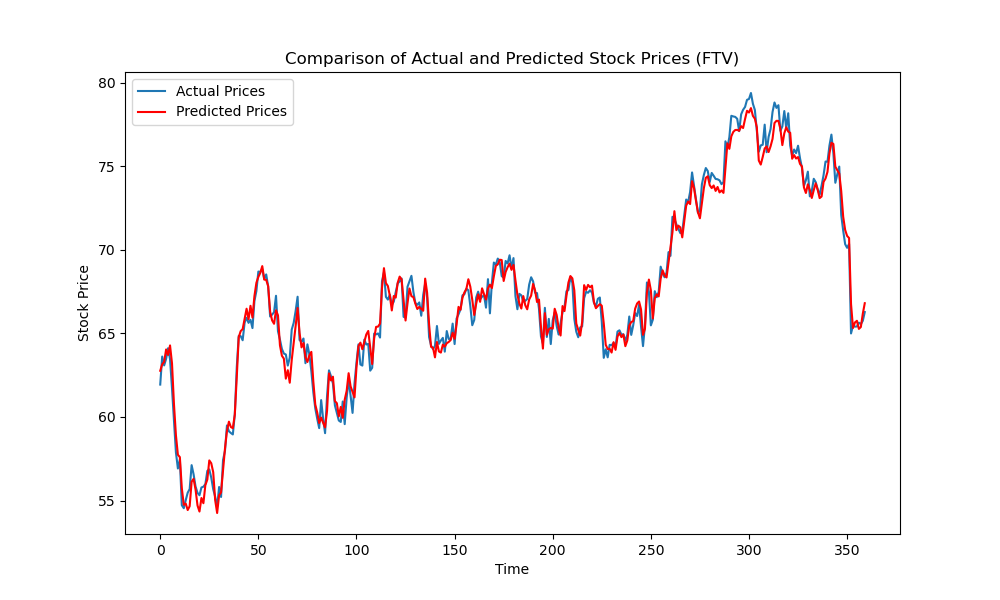 Comparison of Actual and Predicted Stock Prices (FTV)
Actual Prices
Predicted Prices
Stock Price
80
75
70
65
60
55
0 50 100 150 200 250 300 350
Time